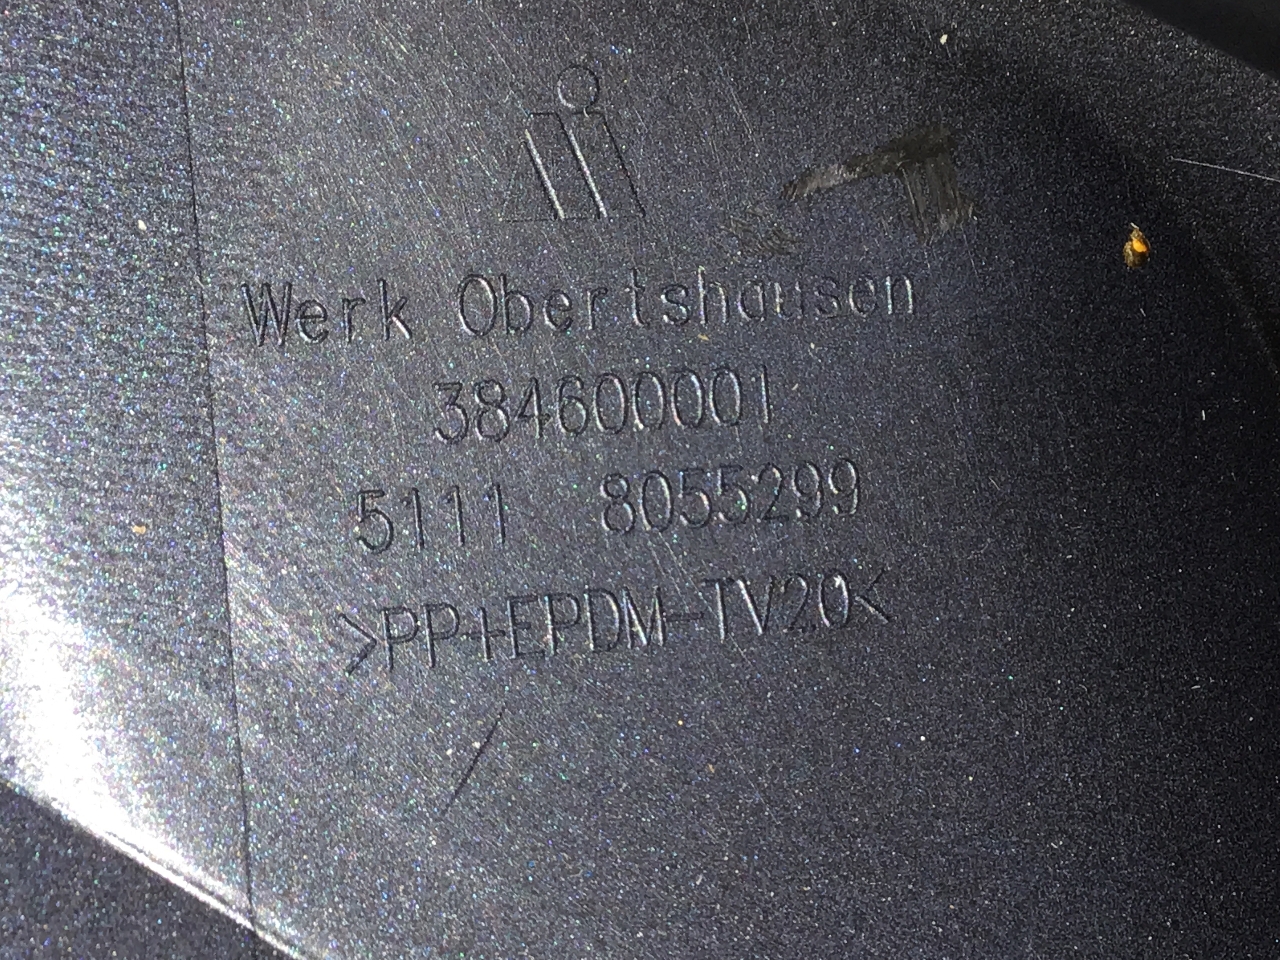 Werk Obertshausen
384600001
5111 8055299
>PP+EPDM-TV20<